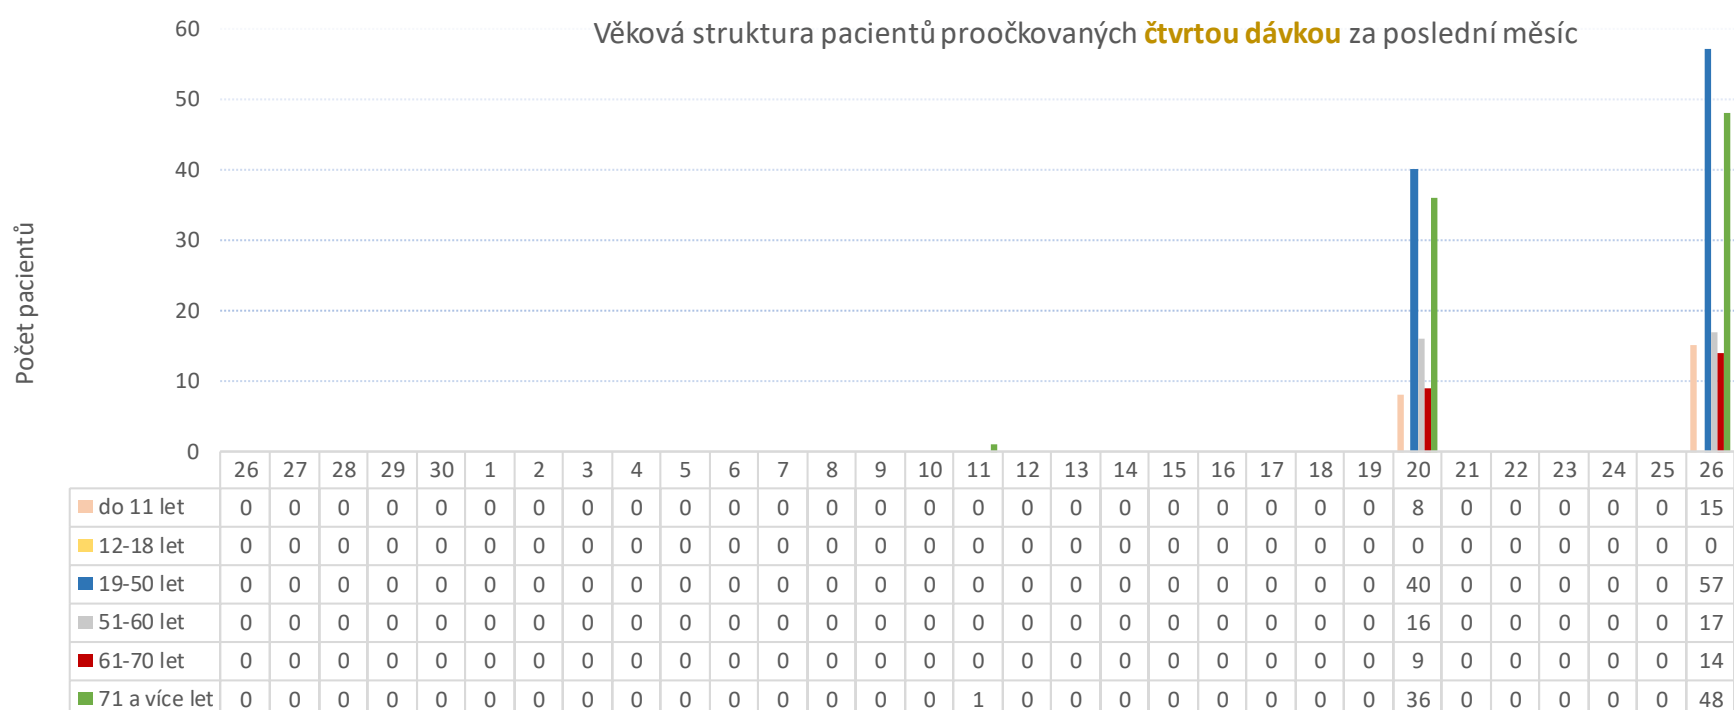 Věková struktura pacientů proočkovaných čtvrtou dávkou za poslední měsíc
60
50
40
30
20
10
0
Počet pacientů
26 27 28 29 30 1 2 3 4 5 6 7 8 9 10 11 12 13 14 15 16 17 18 19 20 21 22 23 24 25 26
do 11 let 0 0 0 0 0 0 0 0 0 0 0 0 0 0 0 0 0 0 0 0 0 0 0 0 8 0 0 0 0 0 15
12-18 let 0 0 0 0 0 0 0 0 0 0 0 0 0 0 0 0 0 0 0 0 0 0 0 0 0 0 0 0 0 0 0
19-50 let 0 0 0 0 0 0 0 0 0 0 0 0 0 0 0 0 0 0 0 0 0 0 0 0 40 0 0 0 0 0 57
51-60 let 0 0 0 0 0 0 0 0 0 0 0 0 0 0 0 0 0 0 0 0 0 0 0 0 16 0 0 0 0 0 17
61-70 let 0 0 0 0 0 0 0 0 0 0 0 0 0 0 0 0 0 0 0 0 0 0 0 0 9 0 0 0 0 0 14
71 a více let 0 0 0 0 0 0 0 0 0 0 0 0 0 0 0 1 0 0 0 0 0 0 0 0 36 0 0 0 0 0 48